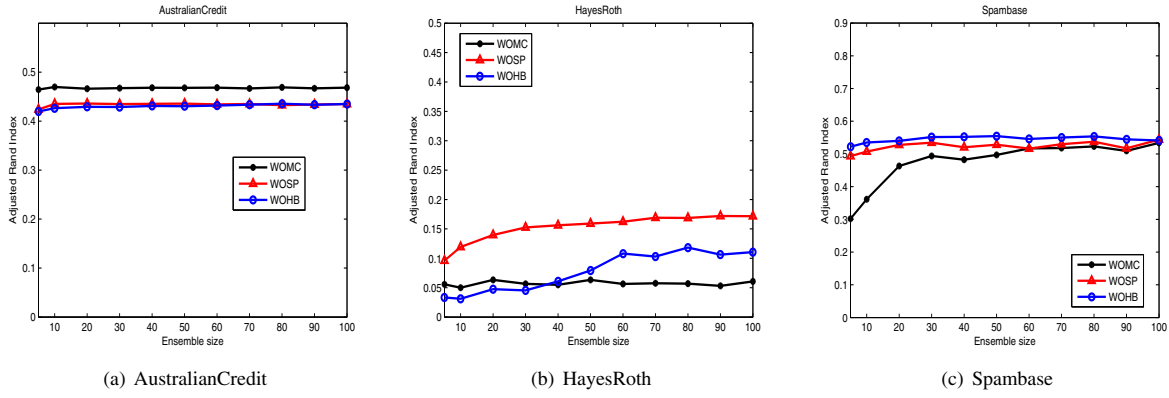 AustralianCredit
0.5
0.4
0.3
0.2
0.1
0
Adjusted Rand Index
WOMC
WOSP
WOHB
10 20 30 40 50 60 70 80 90 100
Ensemble size
(a) AustralianCredit
HayesRoth
0.5
0.45
0.4
0.35
0.3
0.25
0.2
0.15
0.1
0.05
0
Adjusted Rand Index
WOMC
WOSP
WOHB
10 20 30 40 50 60 70 80 90 100
Ensemble size
(b) HayesRoth
Spambase
0.9
0.8
0.7
0.6
0.5
0.4
0.3
0.2
0.1
0
Adjusted Rand Index
WOMC
WOSP
WOHB
10 20 30 40 50 60 70 80 90 100
Ensemble size
(c) Spambase